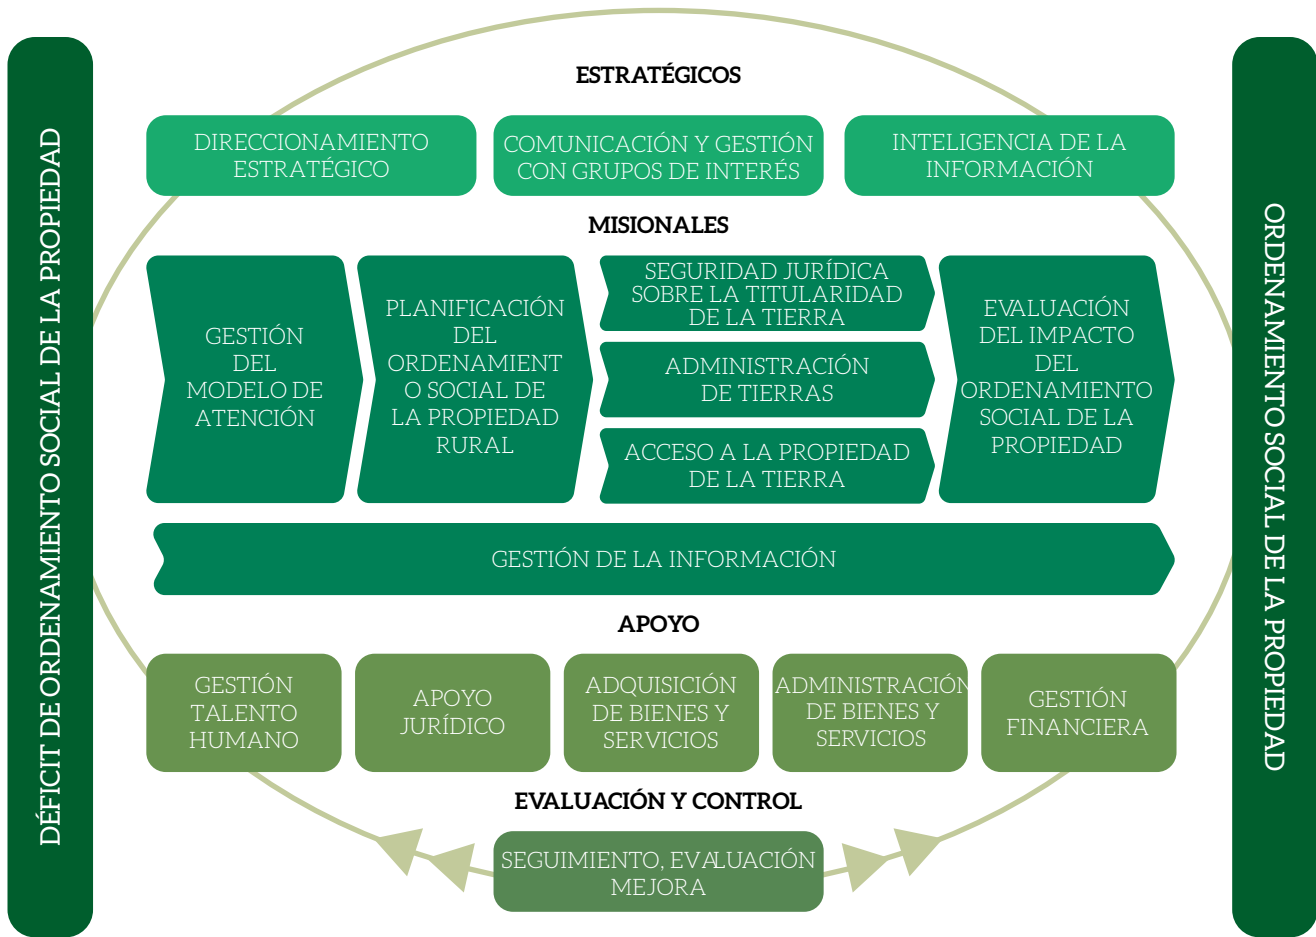 DÉFICIT DE ORDENAMIENTO SOCIAL DE LA PROPIEDAD
ESTRATÉGICOS
DIRECCIONAMIENTO
ESTRATÉGICO
COMUNICACIÓN Y GESTIÓN
CON GRUPOS DE INTERÉS
INTELIGENCIA DE LA
INFORMACIÓN
MISIONALES
GESTIÓN
DEL
MODELO DE
ATENCIÓN
PLANIFICACIÓN
DEL
ORDENAMIENT
O SOCIAL DE
LA PROPIEDAD
RURAL
SEGURIDAD JURÍDICA
SOBRE LA TITULARIDAD
DE LA TIERRA
ADMINISTRACIÓN
DE TIERRAS
ACCESO A LA PROPIEDAD
DE LA TIERRA
EVALUACIÓN
DEL IMPACTO
DEL
ORDENAMIENTO
SOCIAL DE LA
PROPIEDAD
GESTIÓN DE LA INFORMACIÓN
APOYO
GESTIÓN
TALENTO
HUMANO
APOYO
JURÍDICO
ADQUISICIÓN
DE BIENES Y
SERVICIOS
ADMINISTRACIÓN
DE BIENES Y
SERVICIOS
GESTIÓN
FINANCIERA
EVALUACIÓN Y CONTROL
SEGUIMIENTO, EVALUACIÓN
MEJORA
ORDENAMIENTO SOCIAL DE LA PROPIEDAD